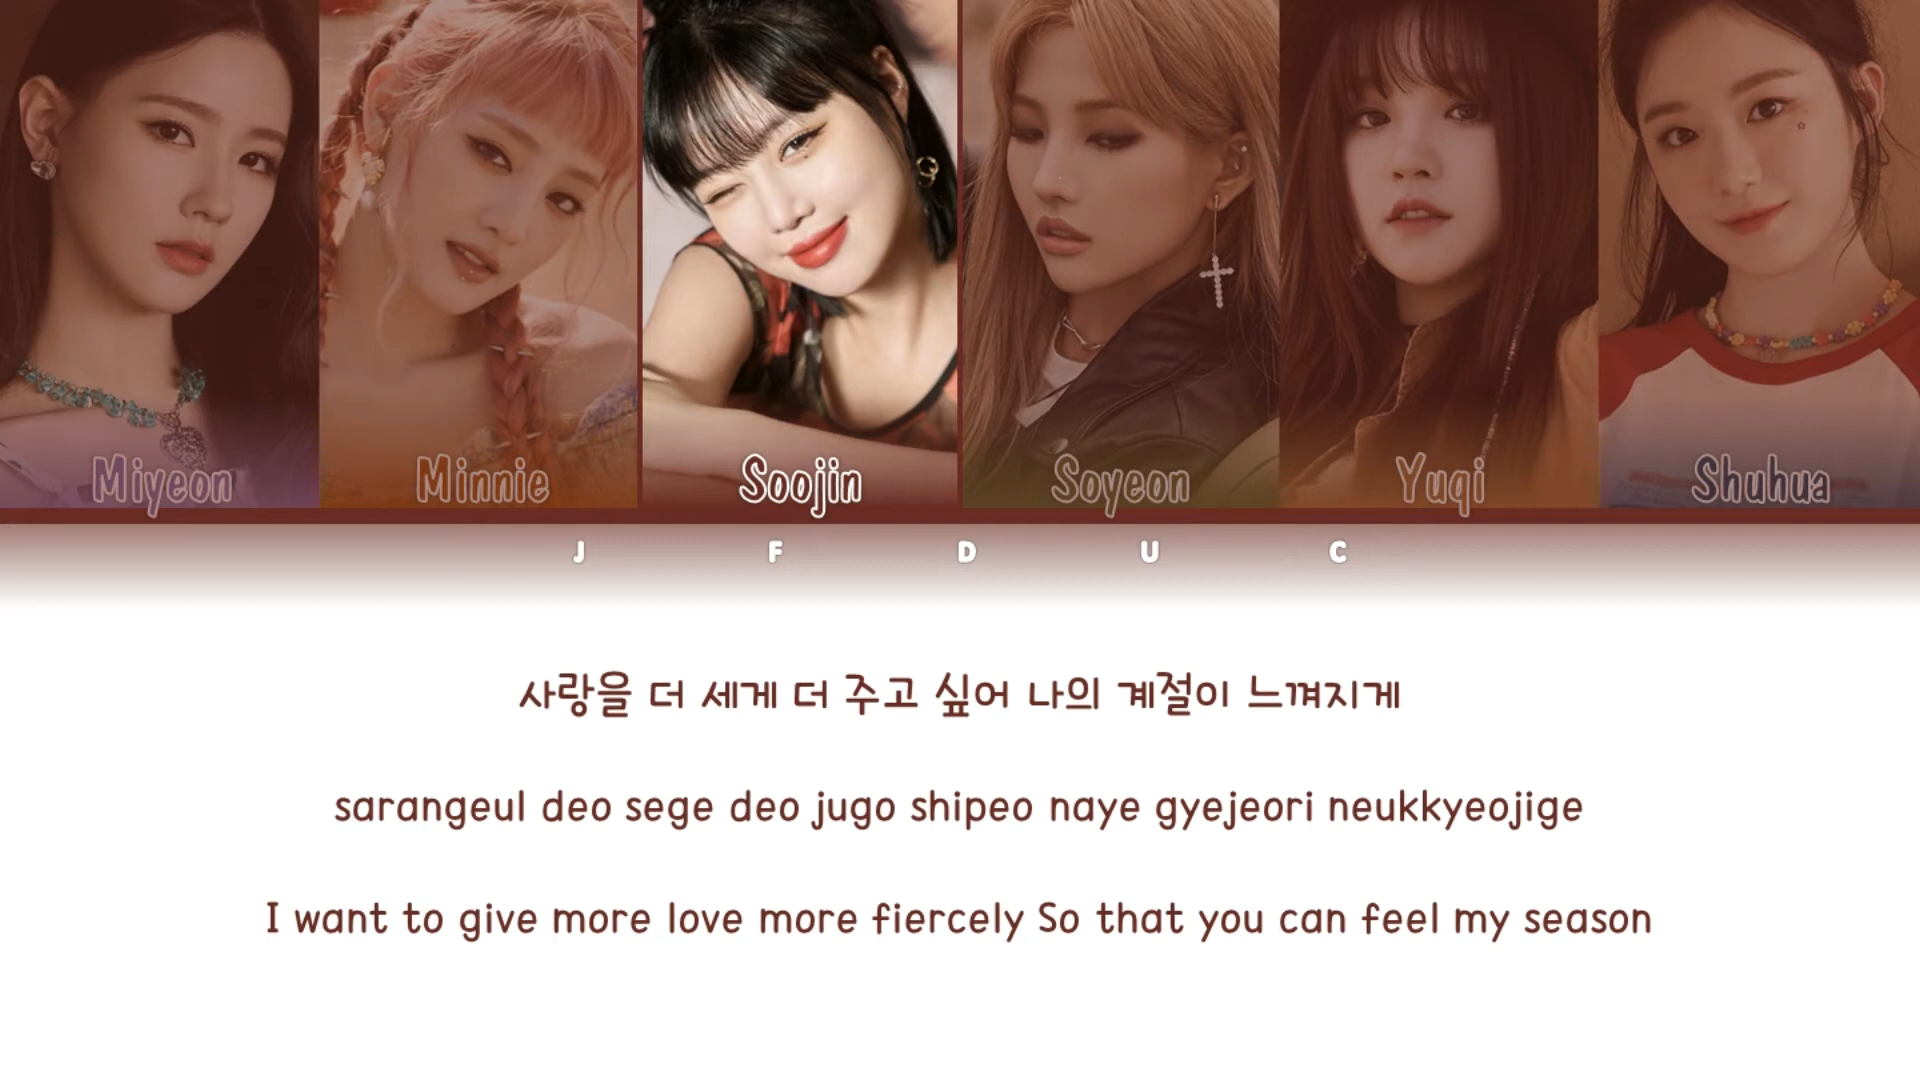 Miyeon Minnie Soojin Soyeon Yuqi Shuhua
J F D U C
사랑을 더 세게 더 주고 싶어 나의 계절이 느껴지게
sarangeul deo sege deo jugo shipeo naye gyejeori neukkyeojige
I want to give more love more fiercely So that you can feel my season